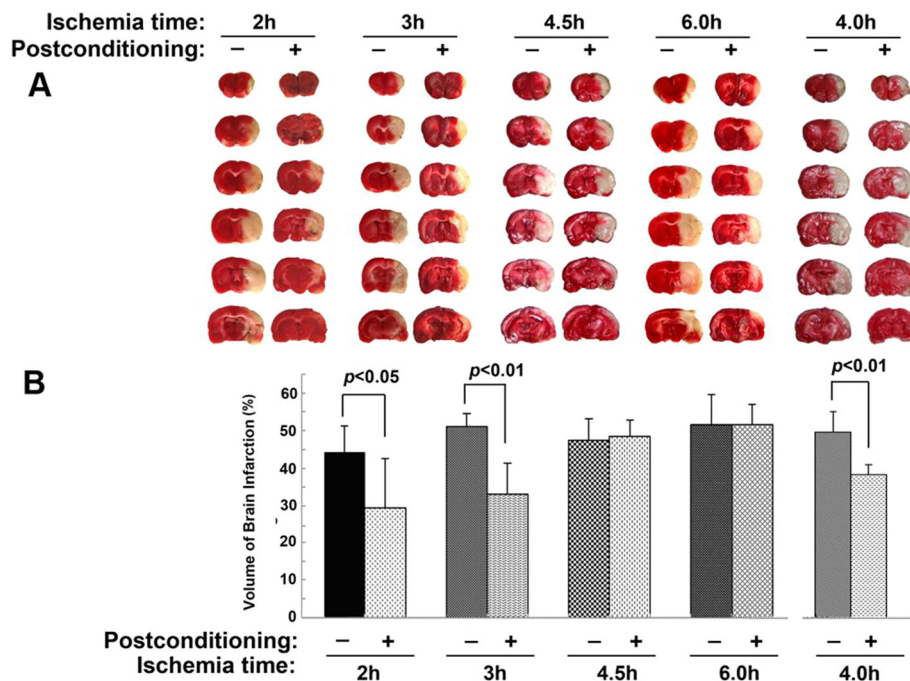 Ischemia time: 2h 3h 4.5h 6.0h 4.0h
Postconditioning: – + – + – + – + – +
A
B
p<0.05 p<0.01 p<0.01
Volume of Brain Infarction (%)
60
50
40
30
20
10
0
Postconditioning: – + – + – + – + – +
Ischemia time: 2h 3h 4.5h 6.0h 4.0h